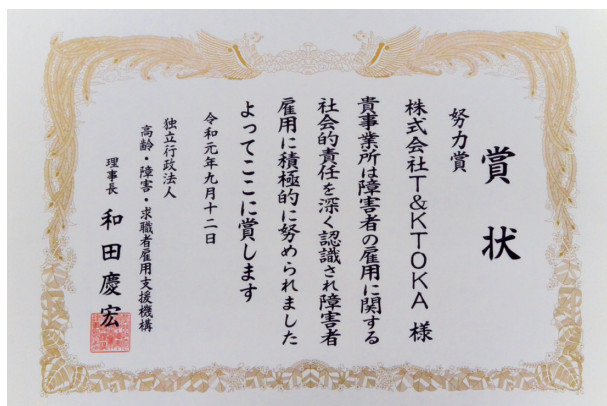 賞状
努力賞
株式会社T&KTOKA 様
貴事業所は障害者の雇用に関する
社会的責任を深く認識され障害者
雇用に積極的に努められました
よってここに賞します
令和元年九月十二日
独立行政法人
高齢・障害・求職者雇用支援機構
理事長 和田慶宏